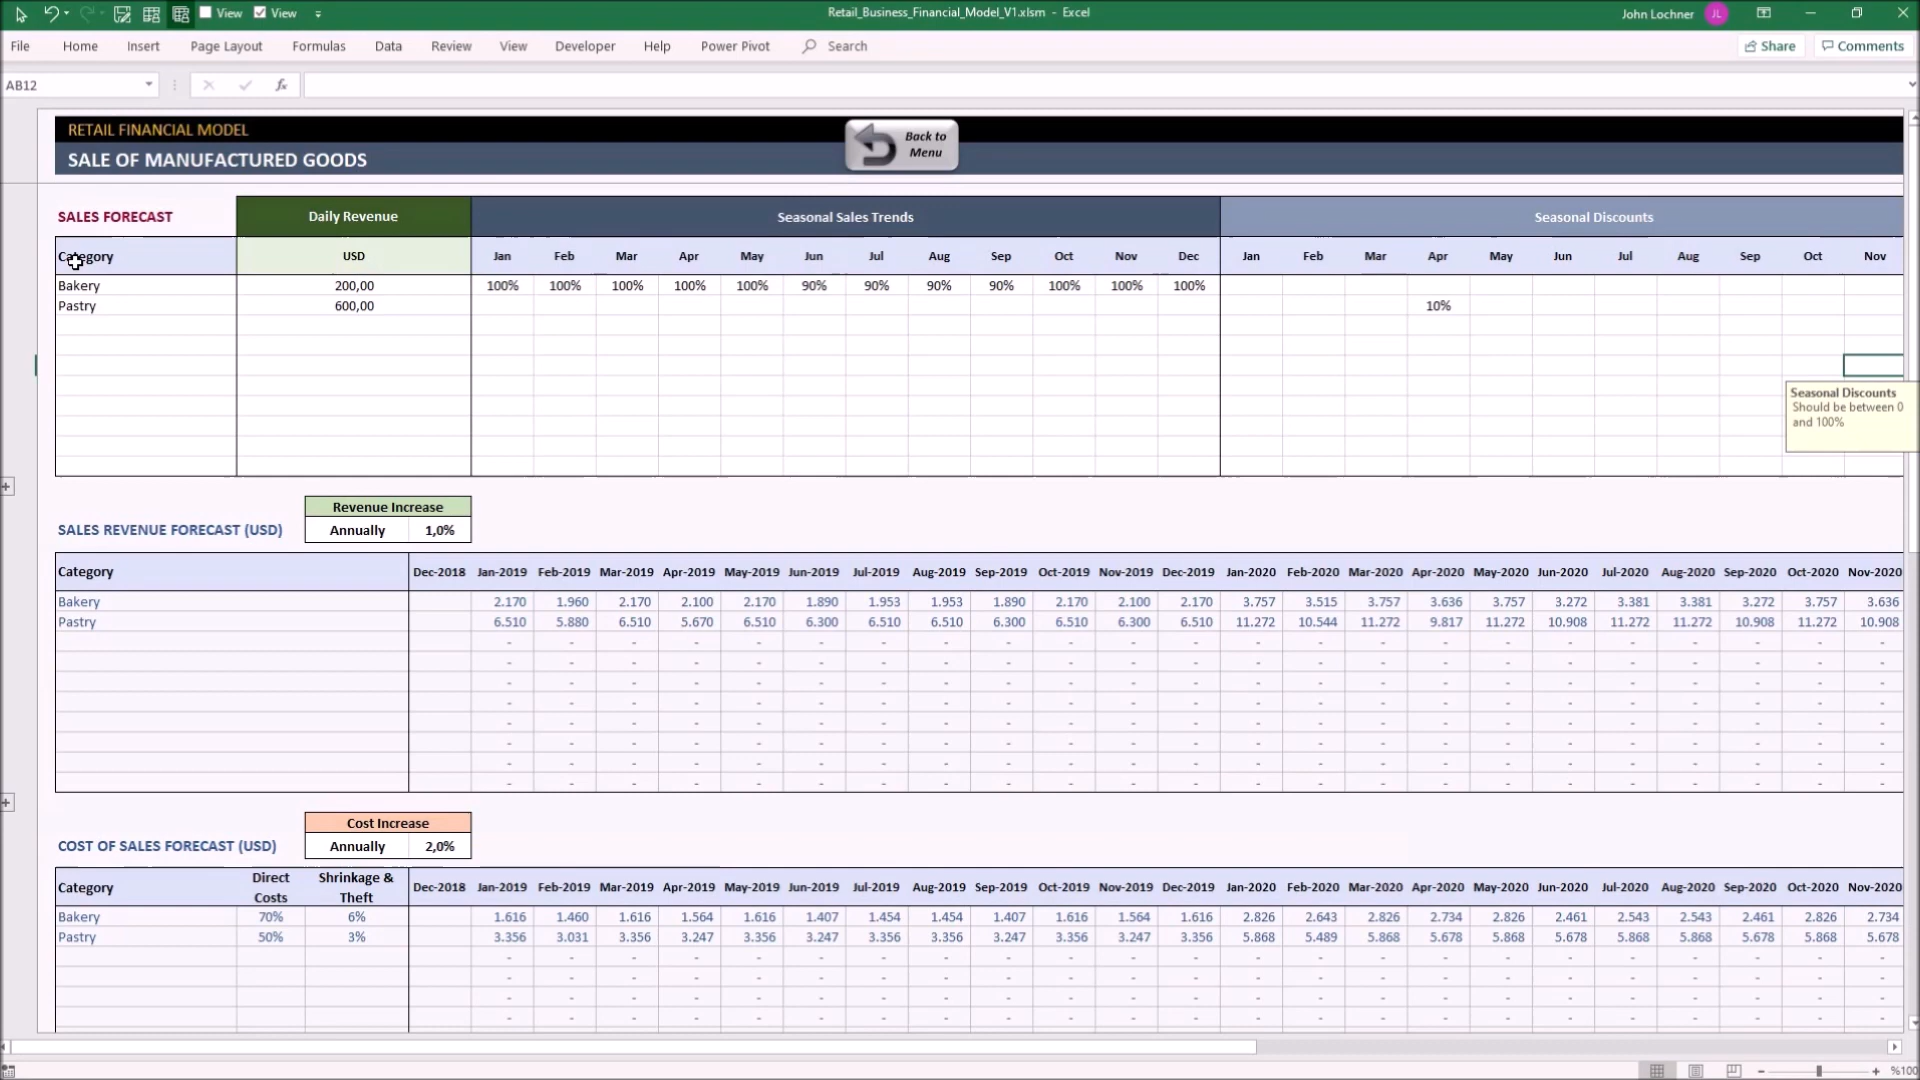 View View Retail_Business_Financial_Model_V1.xlsm - Excel John Lochner JL
File Home Insert Page Layout Formulas Data Review View Developer Help Power Pivot Search Share Comments
AB12 fx
RETAIL FINANCIAL MODEL
SALE OF MANUFACTURED GOODS
Back to
Menu
SALES FORECAST Daily Revenue Seasonal Sales Trends Seasonal Discounts
Category USD Jan Feb Mar Apr May Jun Jul Aug Sep Oct Nov Dec Jan Feb Mar Apr May Jun Jul Aug Sep Oct Nov
Bakery 200,00 100% 100% 100% 100% 100% 90% 90% 90% 90% 100% 100% 100%
Pastry 600,00 10%
Seasonal Discounts
Should be between 0
and 100%
Revenue Increase
SALES REVENUE FORECAST (USD) Annually 1,0%
Category Dec-2018 Jan-2019 Feb-2019 Mar-2019 Apr-2019 May-2019 Jun-2019 Jul-2019 Aug-2019 Sep-2019 Oct-2019 Nov-2019 Dec-2019 Jan-2020 Feb-2020 Mar-2020 Apr-2020 May-2020 Jun-2020 Jul-2020 Aug-2020 Sep-2020 Oct-2020 Nov-2020
Bakery 2.170 1.960 2.170 2.100 2.170 1.890 1.953 1.953 1.890 2.170 2.100 2.170 3.757 3.515 3.757 3.636 3.757 3.272 3.381 3.381 3.272 3.757 3.636
Pastry 6.510 5.880 6.510 5.670 6.510 6.300 6.510 6.510 6.300 6.510 6.300 6.510 11.272 10.544 11.272 9.817 11.272 10.908 11.272 11.272 10.908 11.272 10.908
- - - - - - - - - - - - - - - - - - - - - - -
- - - - - - - - - - - - - - - - - - - - - - -
- - - - - - - - - - - - - - - - - - - - - - -
- - - - - - - - - - - - - - - - - - - - - - -
- - - - - - - - - - - - - - - - - - - - - - -
- - - - - - - - - - - - - - - - - - - - - - -
- - - - - - - - - - - - - - - - - - - - - - -
- - - - - - - - - - - - - - - - - - - - - - -
Cost Increase
COST OF SALES FORECAST (USD) Annually 2,0%
Category Direct Costs Shrinkage & Theft Dec-2018 Jan-2019 Feb-2019 Mar-2019 Apr-2019 May-2019 Jun-2019 Jul-2019 Aug-2019 Sep-2019 Oct-2019 Nov-2019 Dec-2019 Jan-2020 Feb-2020 Mar-2020 Apr-2020 May-2020 Jun-2020 Jul-2020 Aug-2020 Sep-2020 Oct-2020 Nov-2020
Bakery 70% 6% 1.616 1.460 1.616 1.564 1.616 1.407 1.454 1.454 1.407 1.616 1.564 1.616 2.826 2.643 2.826 2.734 2.826 2.461 2.543 2.543 2.461 2.826 2.734
Pastry 50% 3% 3.356 3.031 3.356 3.247 3.356 3.247 3.356 3.356 3.247 3.356 3.247 3.356 5.868 5.489 5.868 5.678 5.868 5.678 5.868 5.868 5.678 5.868 5.678
- - - - - - - - - - - - - - - - - - - - - - -
- - - - - - - - - - - - - - - - - - - - - - -
- - - - - - - - - - - - - - - - - - - - - - -
- - - - - - - - - - - - - - - - - - - - - - -
%100